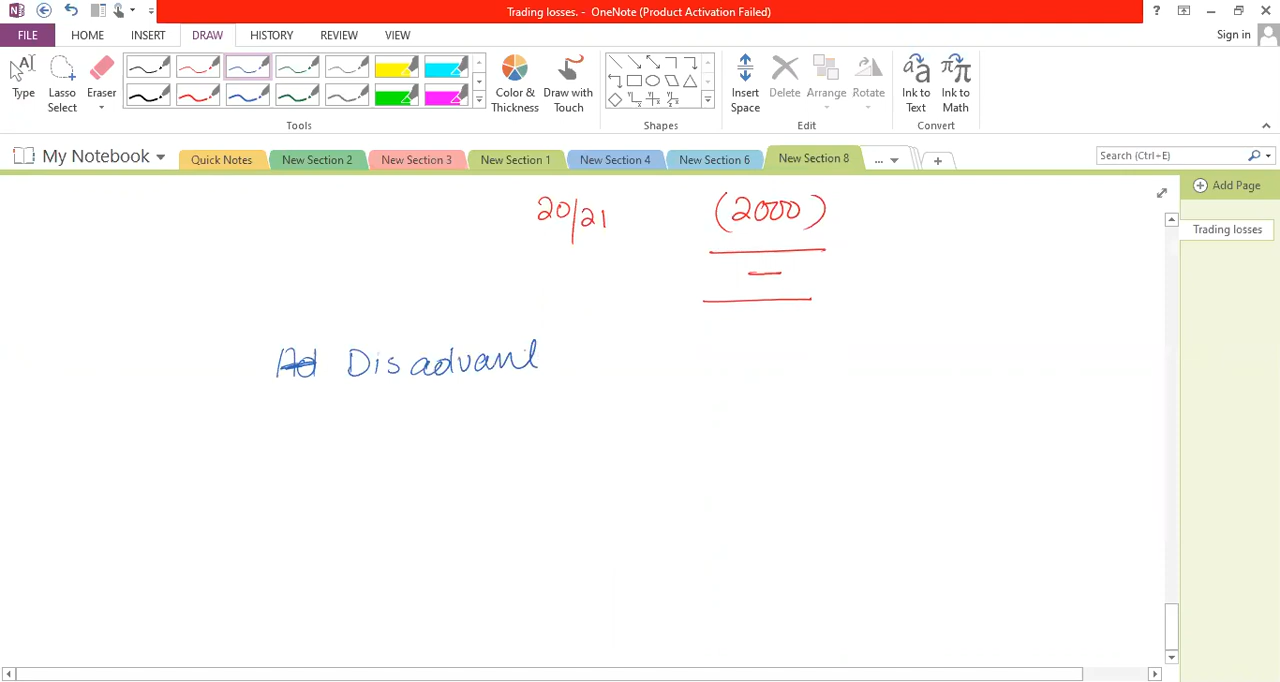 Trading losses. - OneNote (Product Activation Failed)
FILE HOME INSERT DRAW HISTORY REVIEW VIEW
Sign in
Type Lasso Select Eraser
Color & Thickness Draw with Touch
Insert Space Delete Arrange Rotate
Ink to Text Ink to Math
Tools Shapes Edit Convert
My Notebook Quick Notes New Section 2 New Section 3 New Section 1 New Section 4 New Section 6 New Section 8 ...
Search (Ctrl+E)
Add Page
Trading losses
20/21 (2000)
–
Ad Disadvant